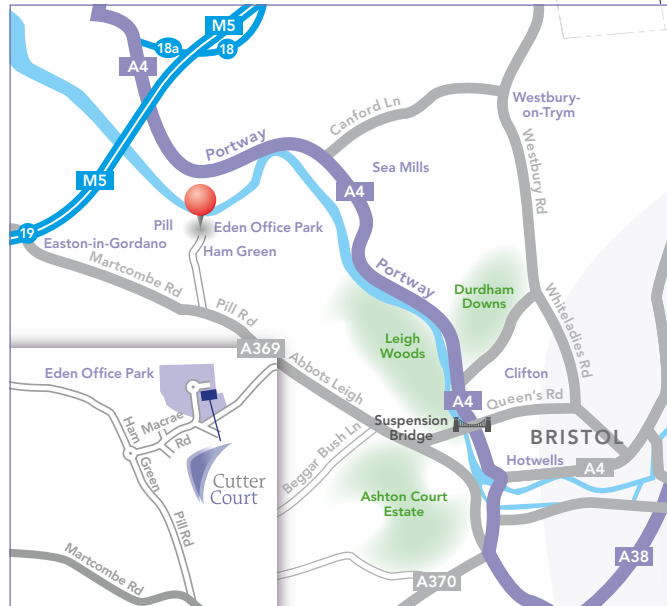 M5
18a
18
A4
Canford Ln
Westbury-
on-Trym
Portway
Westbury Rd
Sea Mills
M5
A4
Pill
Eden Office Park
19
Easton-in-Gordano
Ham Green
Martcombe Rd
Portway
Durdham
Downs
Pill Rd
Whiteladies Rd
Leigh
Woods
A369
Abbots Leigh
Clifton
A4
Queen's Rd
Suspension
Bridge
BRISTOL
Hotwells
A4
Beggar Bush Ln
Ashton Court
Estate
A38
A370
Eden Office Park
Macrae
Rd
Ham
Green
Pill Rd
Cutter
Court
Martcombe Rd